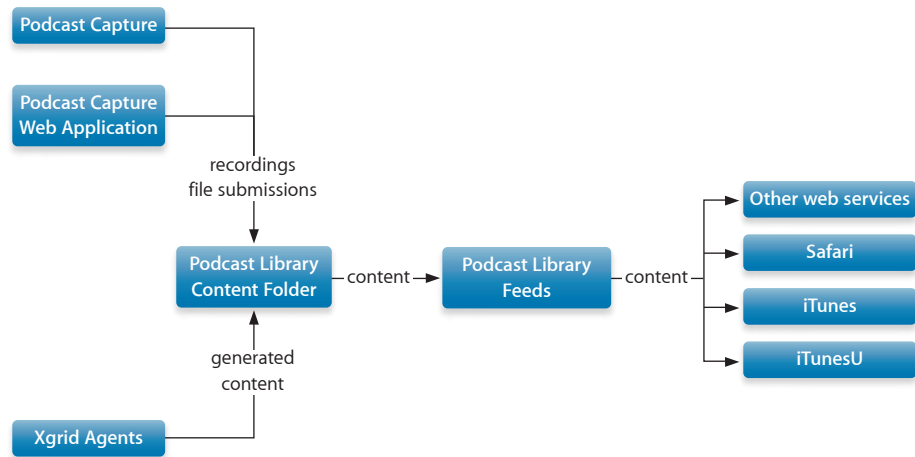 Podcast Capture
Podcast Capture
Web Application
recordings
file submissions
Other web services
Safari
Podcast Library
Content Folder
content
Podcast Library
Feeds
content
iTunes
iTunesU
generated
content
Xgrid Agents